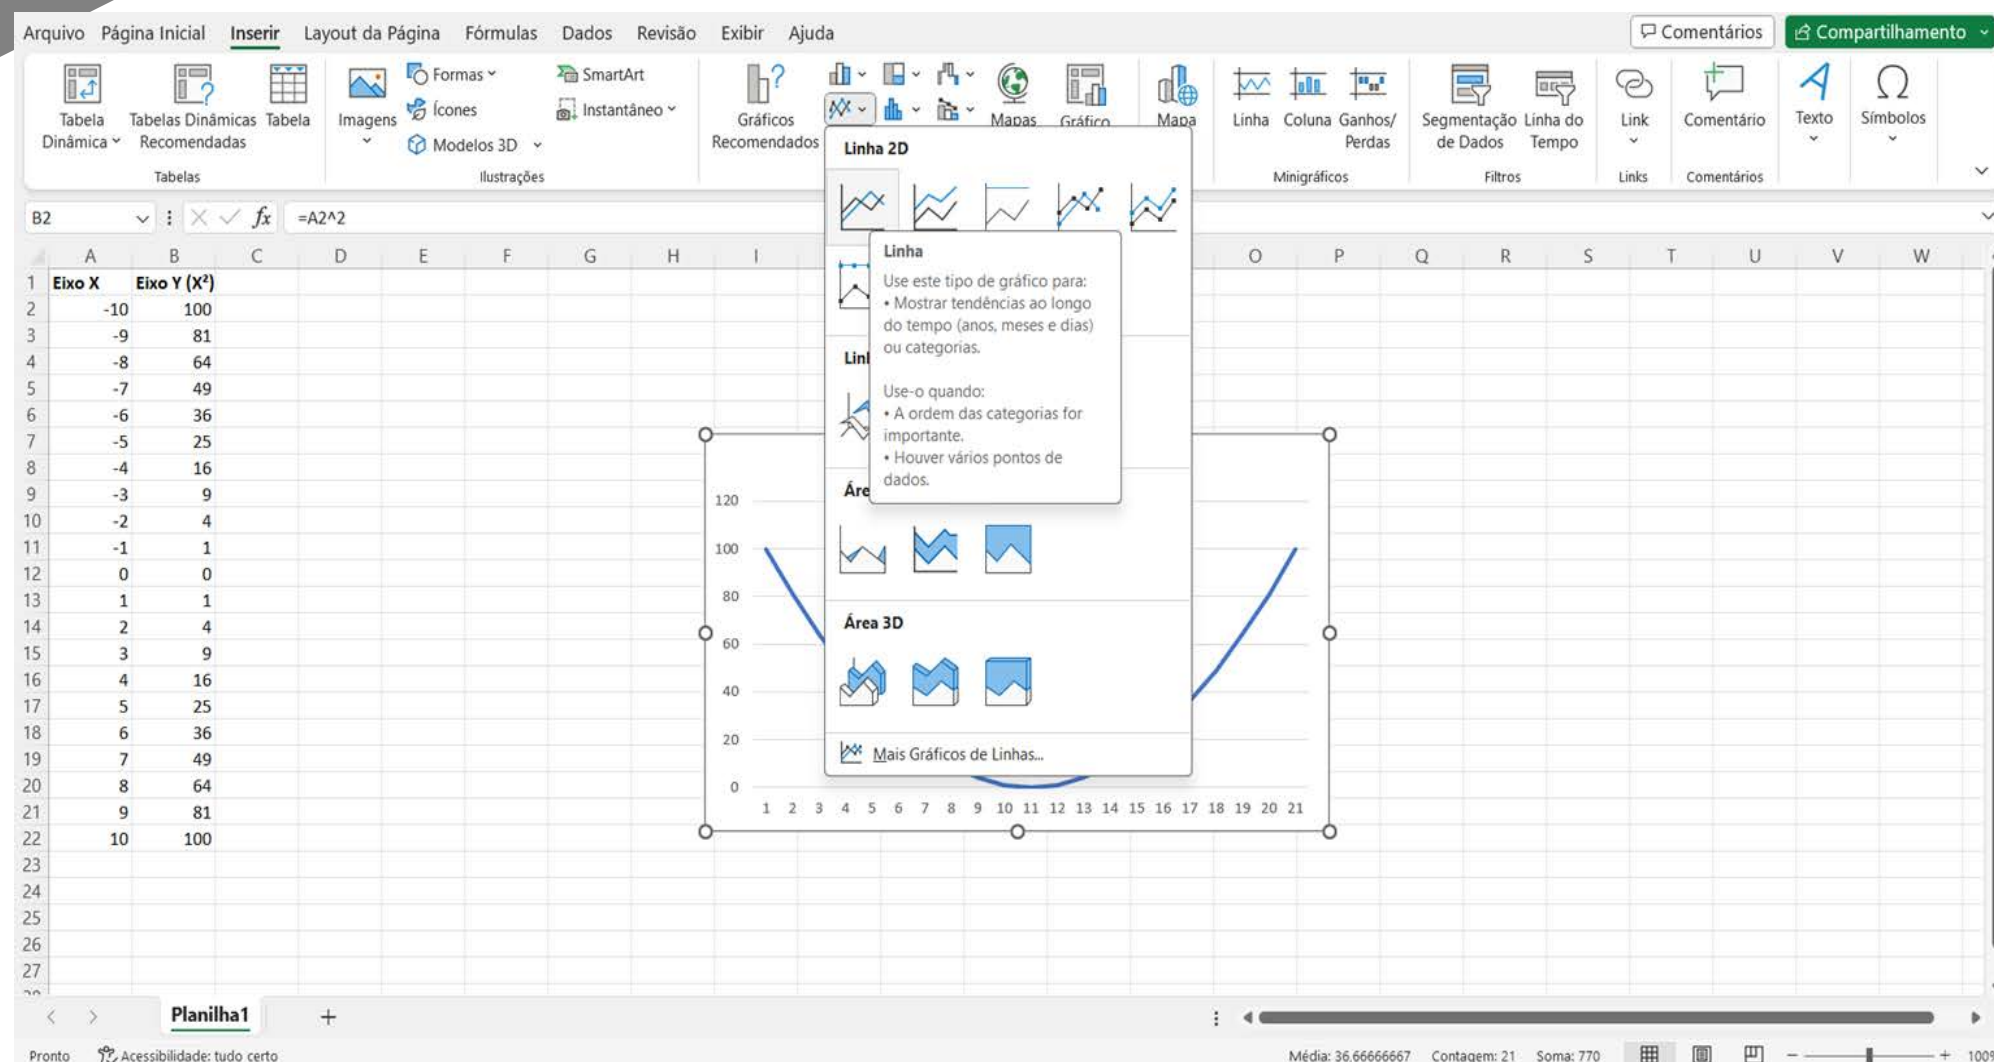 Arquivo Página Inicial Inserir Layout da Página Fórmulas Dados Revisão Exibir Ajuda
Comentários Compartilhamento
Tabela Dinâmica
Tabelas Dinâmicas Recomendadas
Tabela
Tabelas
Imagens
Formas
Ícones
Modelos 3D
SmartArt
Instantâneo
Ilustrações
Gráficos Recomendados
Mapas
Gráfico
Mapa
Linha
Coluna
Ganhos/ Perdas
Minigráficos
Segmentação de Dados
Linha do Tempo
Filtros
Link
Links
Comentário
Comentários
Texto
Símbolos
B2 fx =A2^2
Linha 2D
Linha
Use este tipo de gráfico para:
• Mostrar tendências ao longo
do tempo (anos, meses e dias)
ou categorias.
Use-o quando:
• A ordem das categorias for
importante.
• Houver vários pontos de
dados.
Área 3D
Mais Gráficos de Linhas...
A B C D E F G H I O P Q R S T U V W
1 Eixo X Eixo Y (X²)
2 -10 100
3 -9 81
4 -8 64
5 -7 49
6 -6 36
7 -5 25
8 -4 16
9 -3 9
10 -2 4
11 -1 1
12 0 0
13 1 1
14 2 4
15 3 9
16 4 16
17 5 25
18 6 36
19 7 49
20 8 64
21 9 81
22 10 100
23
24
25
26
27
120
100
80
60
40
20
0
1 2 3 4 5 6 7 8 9 10 11 12 13 14 15 16 17 18 19 20 21
Planilha1
Pronto Acessibilidade: tudo certo Média: 36.66666667 Contagem: 21 Soma: 770